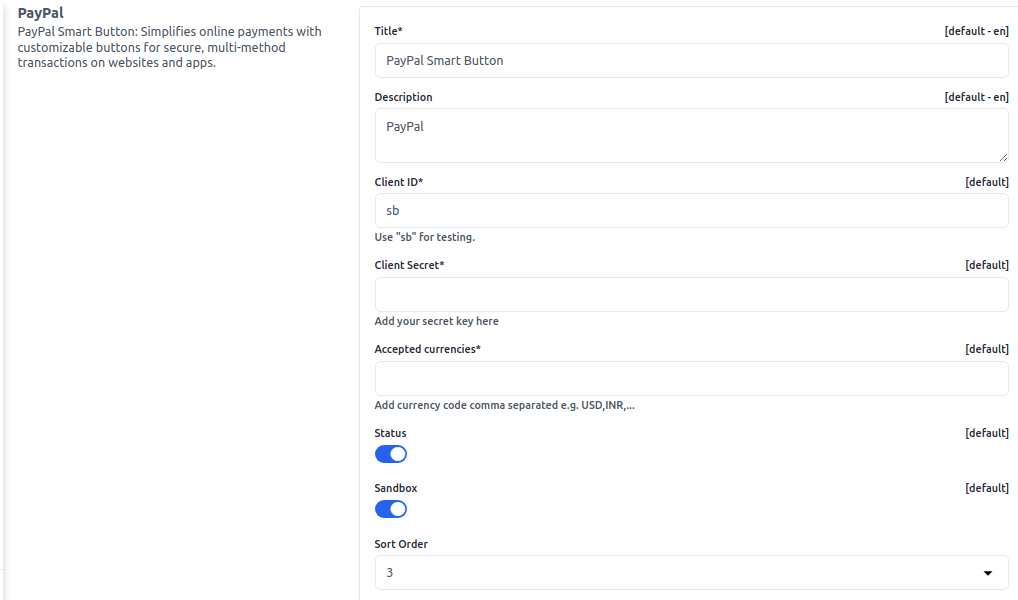 PayPal
PayPal Smart Button: Simplifies online payments with
customizable buttons for secure, multi-method
transactions on websites and apps.
Title* [default - en]
PayPal Smart Button
Description [default - en]
PayPal
Client ID* [default]
sb
Use "sb" for testing.
Client Secret* [default]
Add your secret key here
Accepted currencies* [default]
Add currency code comma separated e.g. USD,INR,...
Status [default]
Sandbox [default]
Sort Order
3